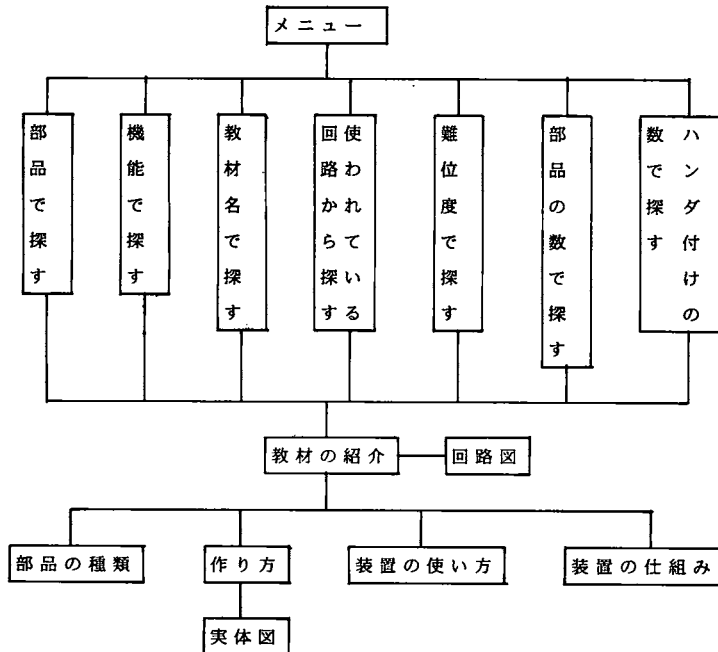 メニュー
部品で探す
機能で探す
教材名で探す
使われている
回路から探す
難位度で探す
部品の数で探す
ハンダ付けの
数で探す
教材の紹介
回路図
部品の種類
作り方
装置の使い方
装置の仕組み
実体図